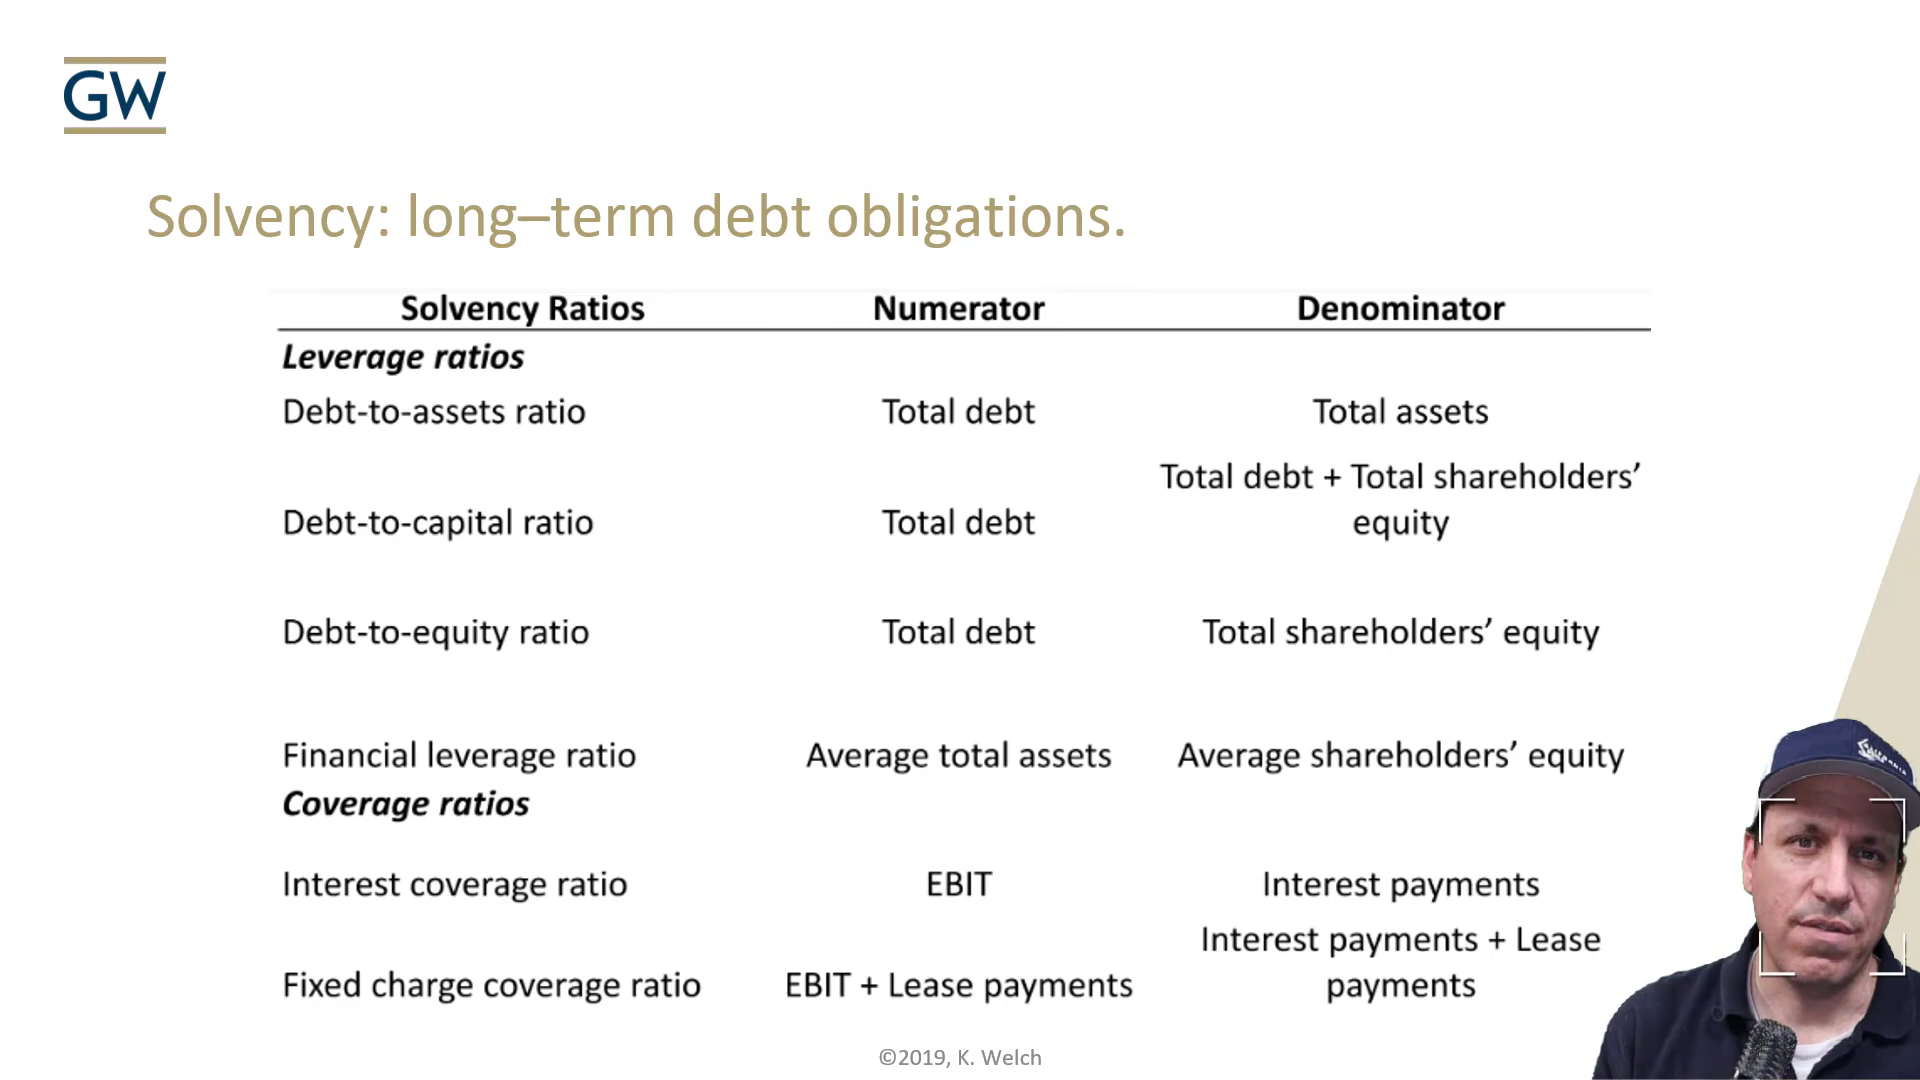 GW
Solvency: long–term debt obligations.
Solvency Ratios Numerator Denominator
Leverage ratios
Debt-to-assets ratio Total debt Total assets
Total debt + Total shareholders’
Debt-to-capital ratio Total debt equity
Debt-to-equity ratio Total debt Total shareholders’ equity
Financial leverage ratio Average total assets Average shareholders’ equity
Coverage ratios
Interest coverage ratio EBIT Interest payments
Interest payments + Lease
Fixed charge coverage ratio EBIT + Lease payments payments
©2019, K. Welch